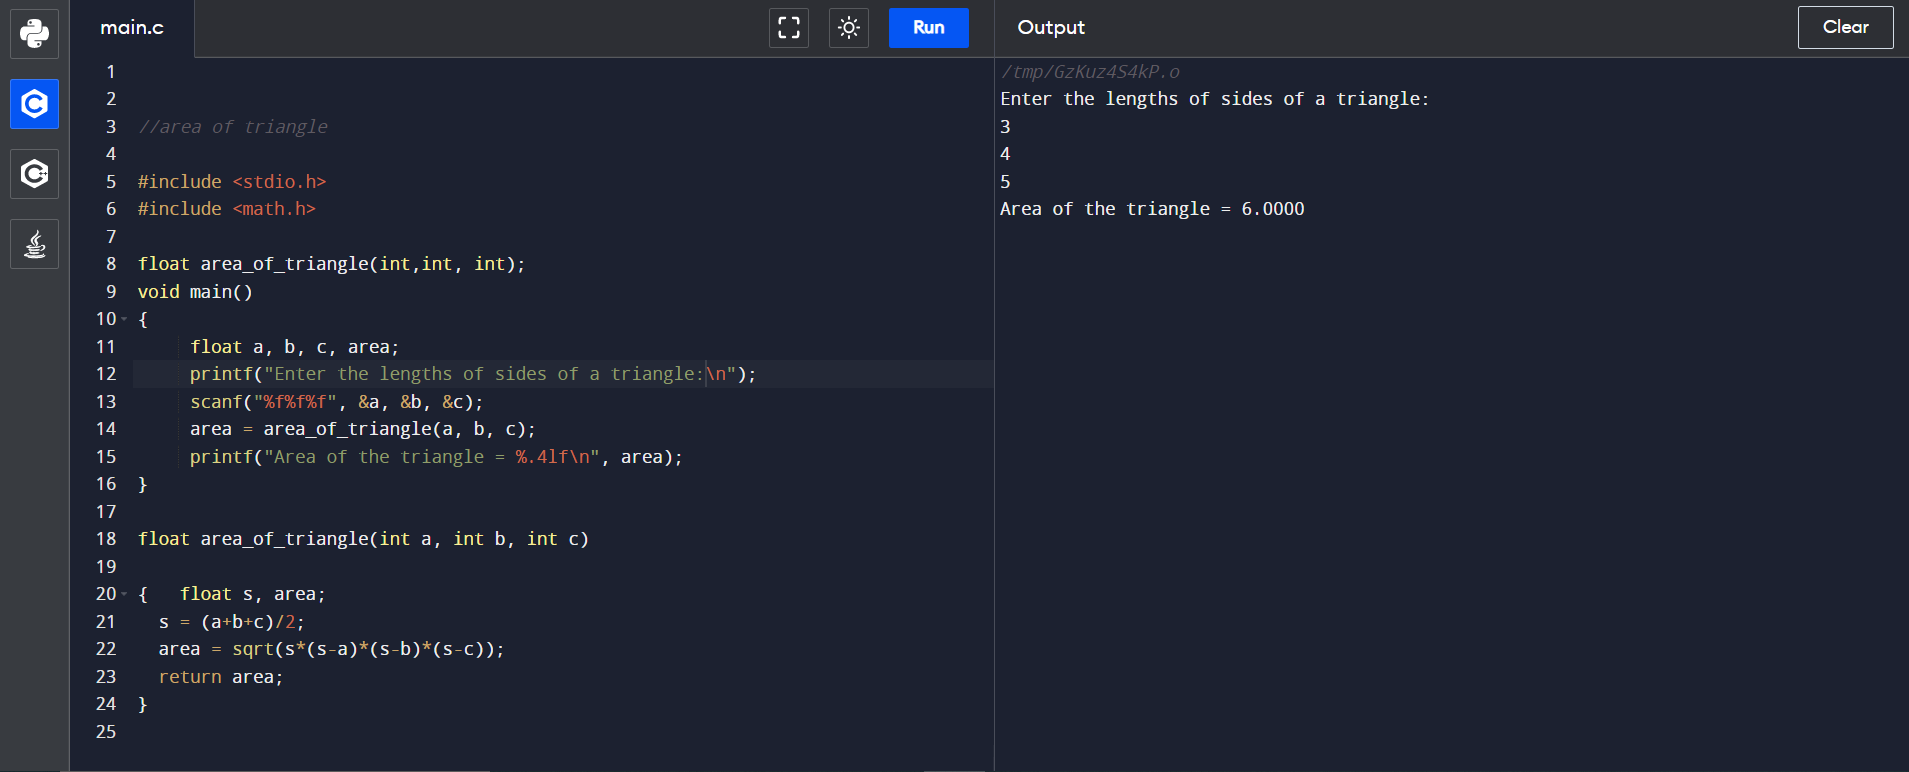 main.c
Run
Output
Clear
1
2
3 //area of triangle
4
5 #include <stdio.h>
6 #include <math.h>
7
8 float area_of_triangle(int,int, int);
9 void main()
10 {
11      float a, b, c, area;
12      printf("Enter the lengths of sides of a triangle:\n");
13      scanf("%f%f%f", &a, &b, &c);
14      area = area_of_triangle(a, b, c);
15      printf("Area of the triangle = %.4lf\n", area);
16 }
17
18 float area_of_triangle(int a, int b, int c)
19
20 {   float s, area;
21   s = (a+b+c)/2;
22   area = sqrt(s*(s-a)*(s-b)*(s-c));
23   return area;
24 }
25
/tmp/GzKuz4S4kP.o
Enter the lengths of sides of a triangle:
3
4
5
Area of the triangle = 6.0000